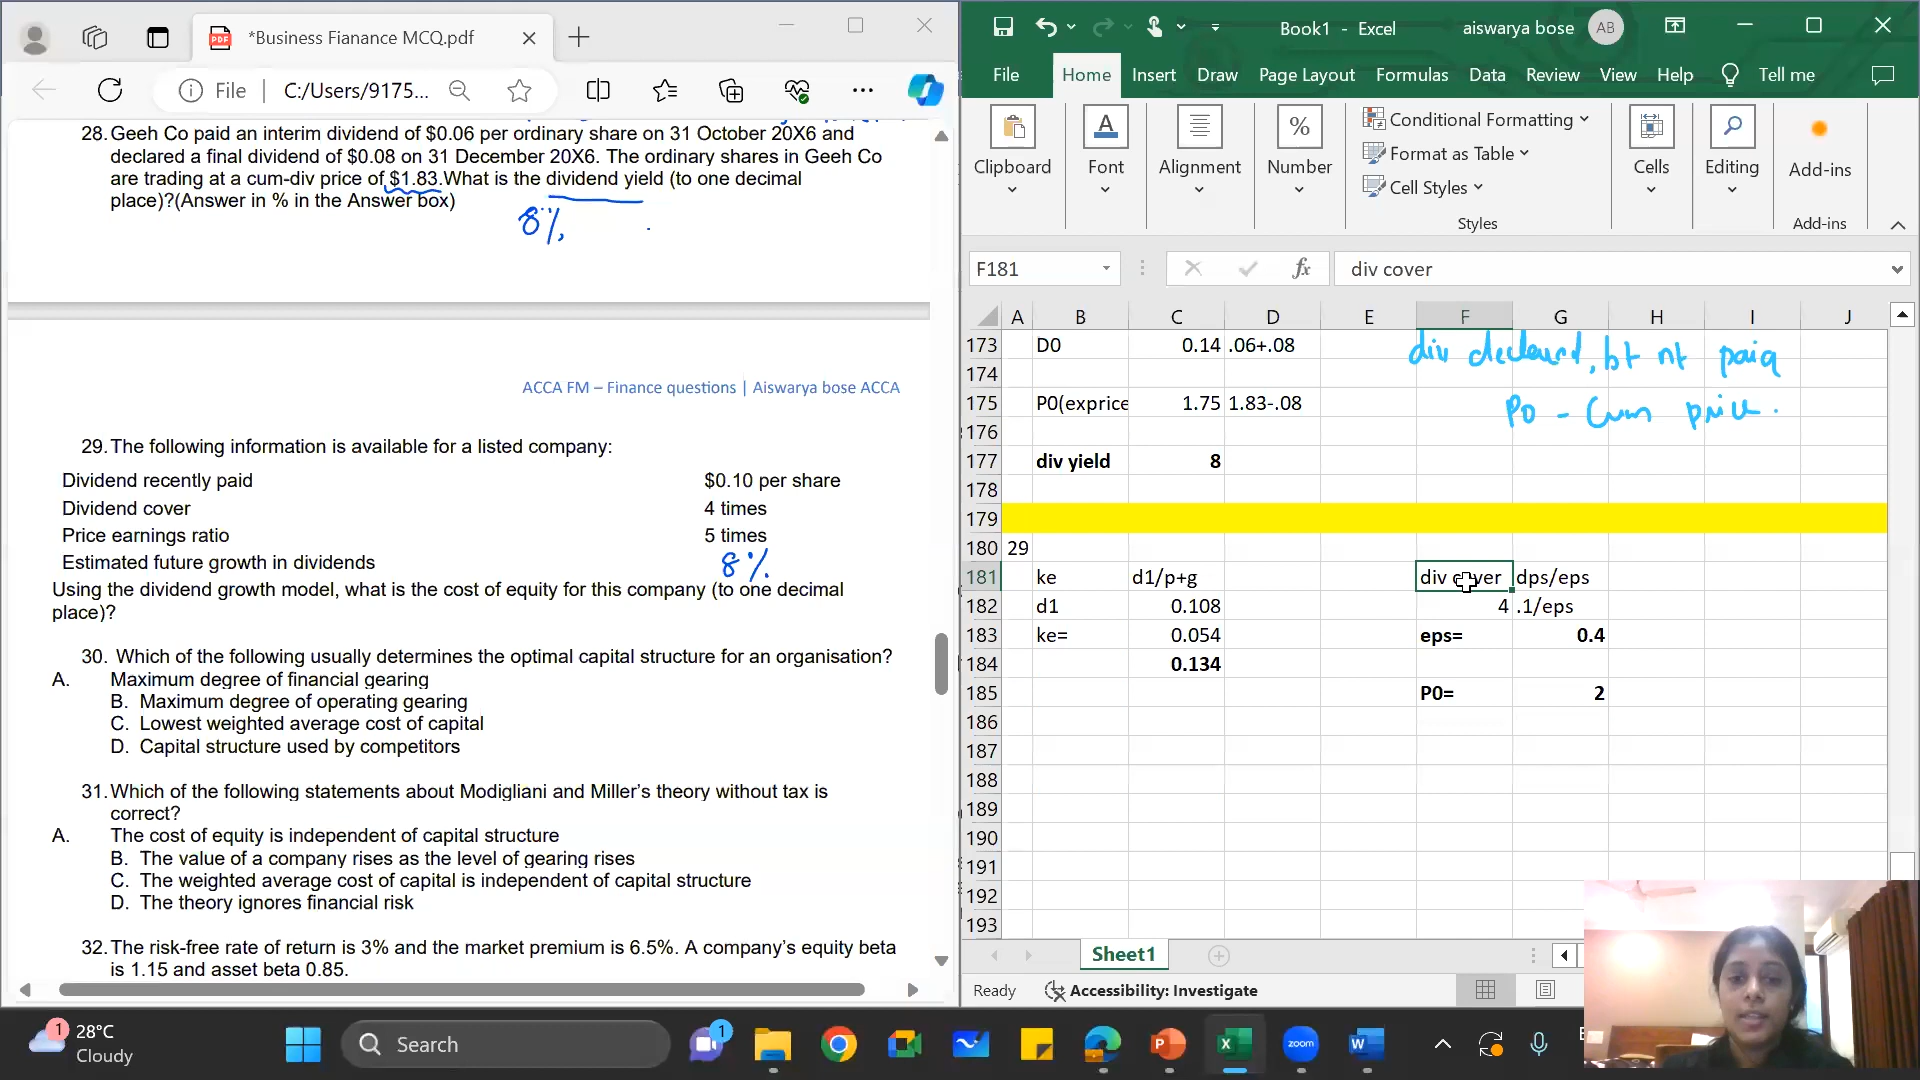 *Business Fianance MCQ.pdf
File
C:/Users/9175...
28. Geeh Co paid an interim dividend of $0.06 per ordinary share on 31 October 20X6 and
declared a final dividend of $0.08 on 31 December 20X6. The ordinary shares in Geeh Co
are trading at a cum-div price of $1.83.What is the dividend yield (to one decimal
place)?(Answer in % in the Answer box)
8%
ACCA FM – Finance questions | Aiswarya bose ACCA
29. The following information is available for a listed company:
Dividend recently paid $0.10 per share
Dividend cover 4 times
Price earnings ratio 5 times
Estimated future growth in dividends 8%
Using the dividend growth model, what is the cost of equity for this company (to one decimal
place)?
30. Which of the following usually determines the optimal capital structure for an organisation?
A. Maximum degree of financial gearing
B. Maximum degree of operating gearing
C. Lowest weighted average cost of capital
D. Capital structure used by competitors
31. Which of the following statements about Modigliani and Miller's theory without tax is
correct?
A. The cost of equity is independent of capital structure
B. The value of a company rises as the level of gearing rises
C. The weighted average cost of capital is independent of capital structure
D. The theory ignores financial risk
32. The risk-free rate of return is 3% and the market premium is 6.5%. A company's equity beta
is 1.15 and asset beta 0.85.
Book1 - Excel
aiswarya bose AB
File Home Insert Draw Page Layout Formulas Data Review View Help Tell me
Clipboard Font Alignment Number
Conditional Formatting
Format as Table
Cell Styles
Styles
Cells Editing Add-ins
Add-ins
F181 fx div cover
A B C D E F G H I J
173 D0 0.14 .06+.08 div declared, bt nt paid
174
175 P0(exprice 1.75 1.83-.08 P0 - Cum price.
176
177 div yield 8
178
179
180 29
181 ke d1/p+g div cover dps/eps
182 d1 0.108 4 .1/eps
183 ke= 0.054 eps= 0.4
184 0.134
185 P0= 2
186
187
188
189
190
191
192
193
Sheet1
Ready Accessibility: Investigate
1 28°C
Cloudy
Search
1
zoom